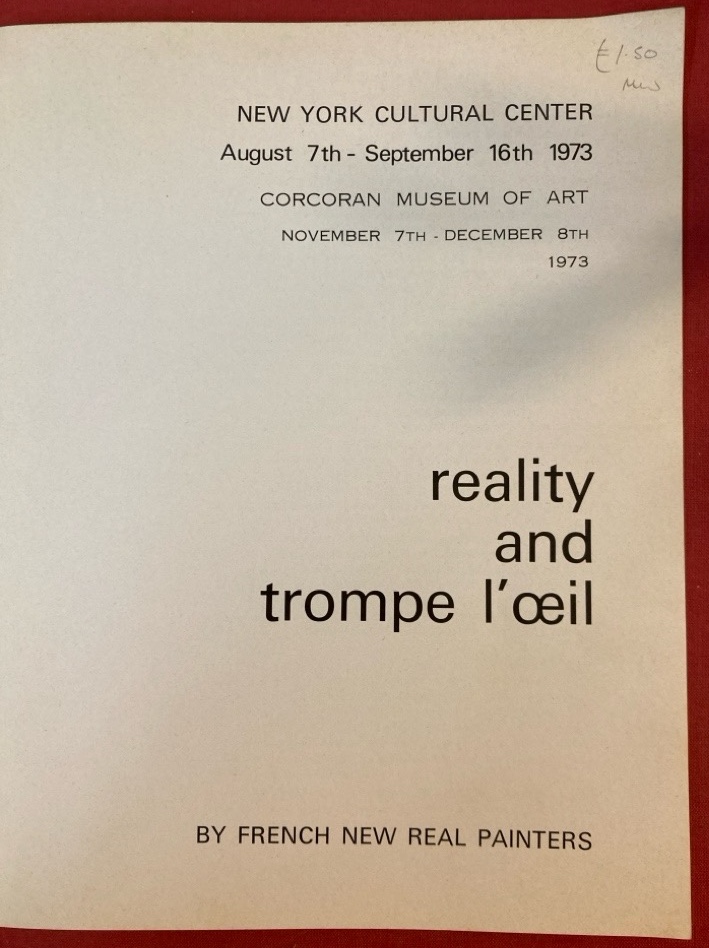 £1.50
NEW YORK CULTURAL CENTER
August 7th - September 16th 1973
CORCORAN MUSEUM OF ART
NOVEMBER 7TH - DECEMBER 8TH
1973
reality
and
trompe l'œil
BY FRENCH NEW REAL PAINTERS